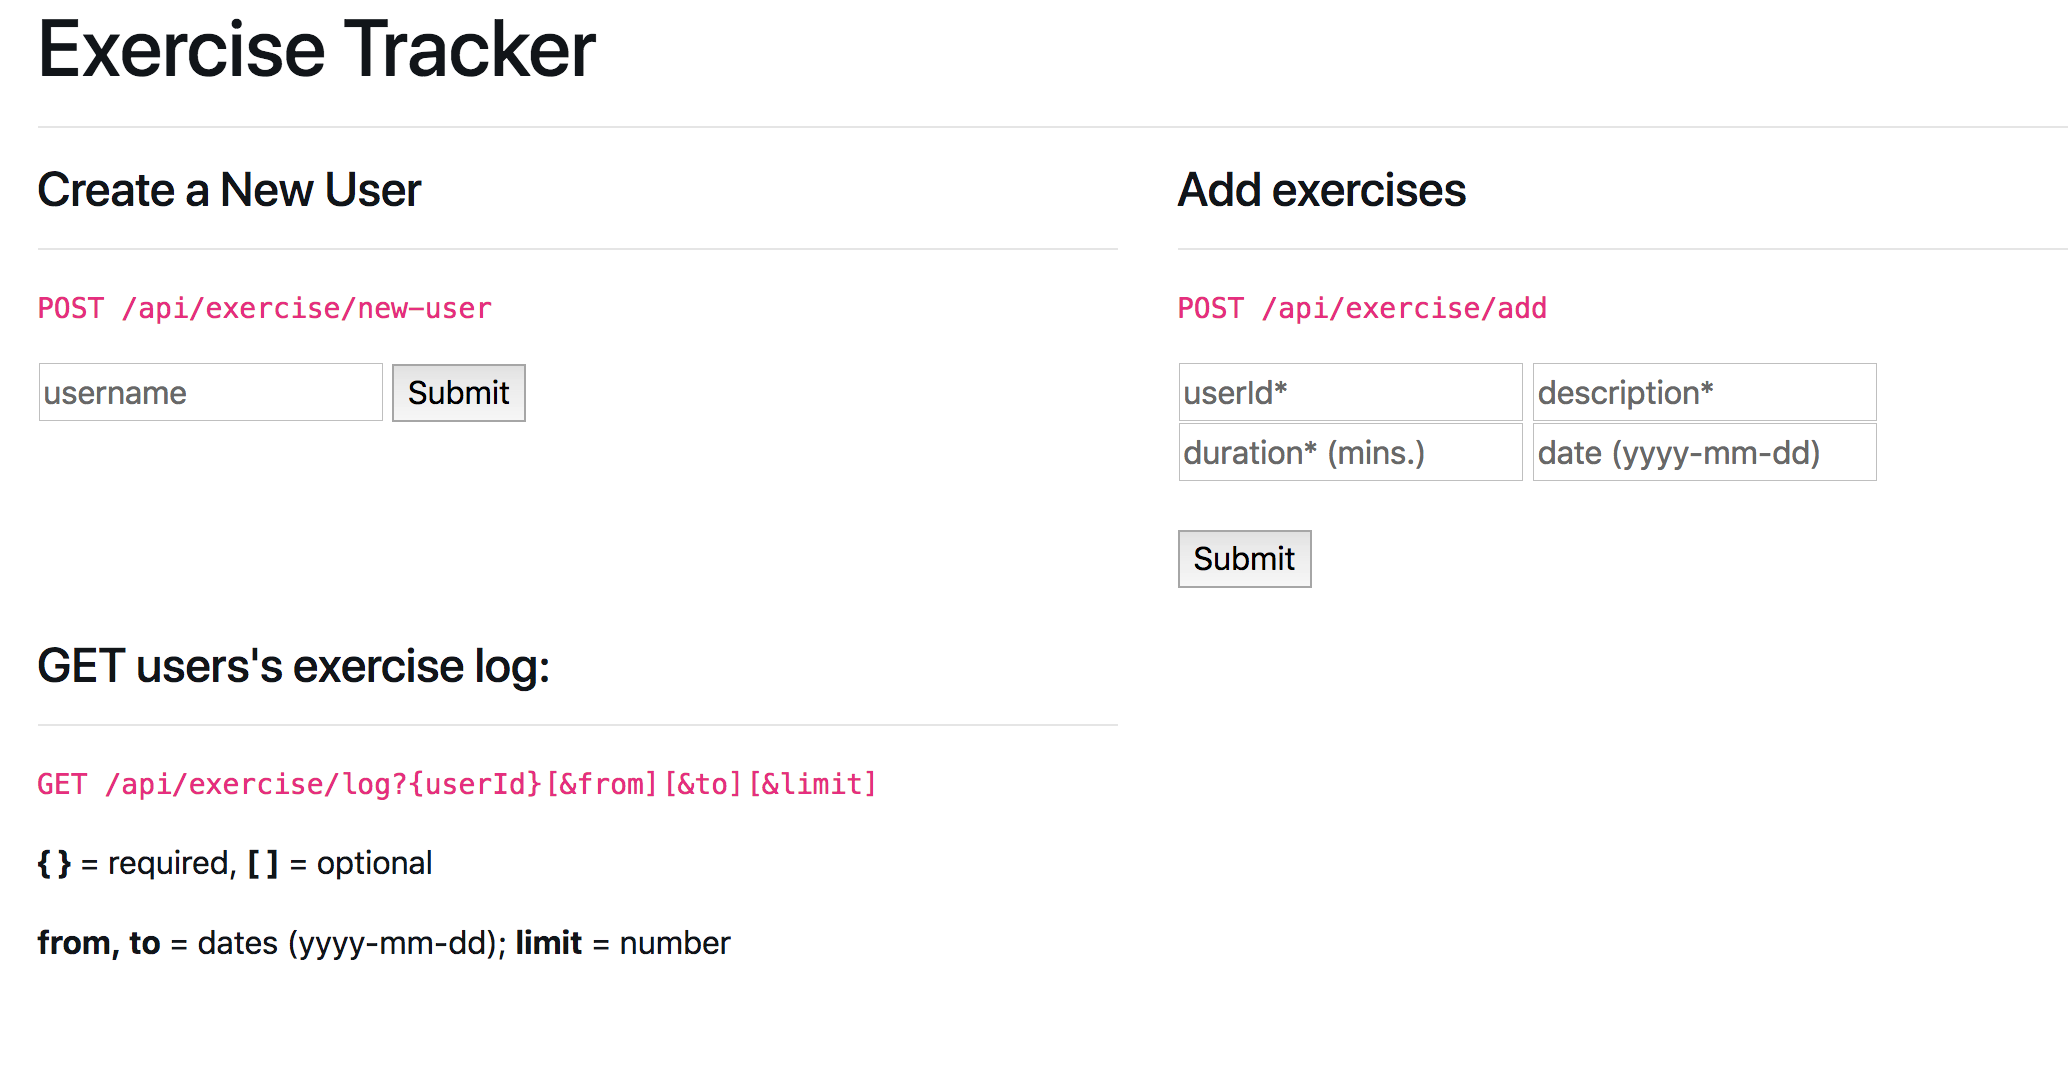 Exercise Tracker
Create a New User
POST /api/exercise/new-user
username Submit
Add exercises
POST /api/exercise/add
userId* description*
duration* (mins.) date (yyyy-mm-dd)
Submit
GET users's exercise log:
GET /api/exercise/log?{userId}[&from][&to][&limit]
{ } = required, [ ] = optional
from, to = dates (yyyy-mm-dd); limit = number